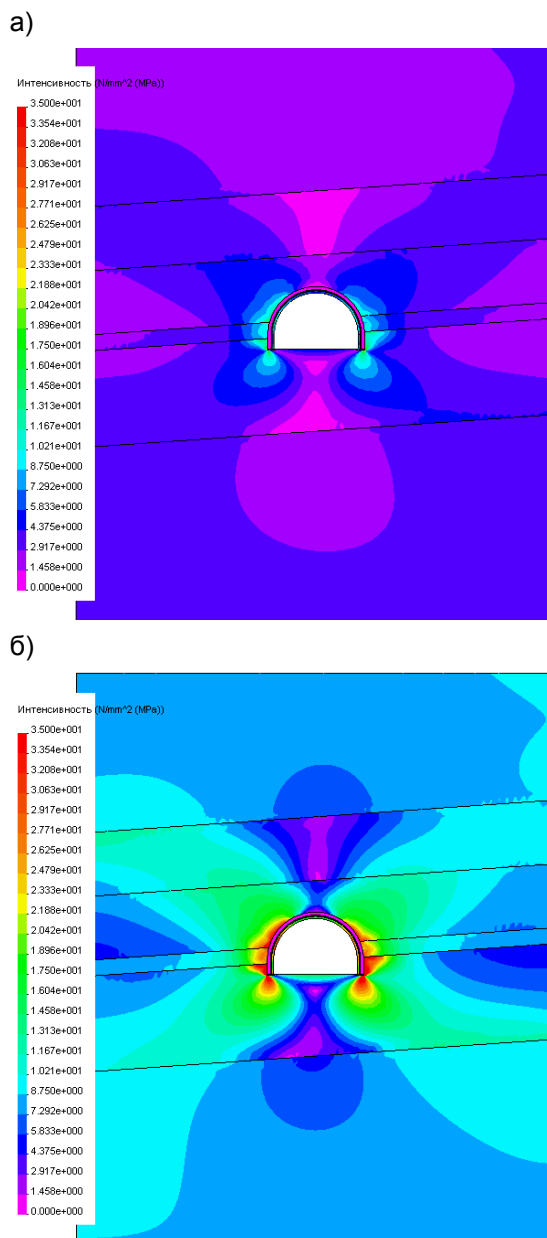 а)
Интенсивность (N/mm^2 (MPa))
3.500e+001
3.354e+001
3.208e+001
3.063e+001
2.917e+001
2.771e+001
2.625e+001
2.479e+001
2.333e+001
2.188e+001
2.042e+001
1.896e+001
1.750e+001
1.604e+001
1.458e+001
1.313e+001
1.167e+001
1.021e+001
8.750e+000
7.292e+000
5.833e+000
4.375e+000
2.917e+000
1.458e+000
0.000e+000
б)
Интенсивность (N/mm^2 (MPa))
3.500e+001
3.354e+001
3.208e+001
3.063e+001
2.917e+001
2.771e+001
2.625e+001
2.479e+001
2.333e+001
2.188e+001
2.042e+001
1.896e+001
1.750e+001
1.604e+001
1.458e+001
1.313e+001
1.167e+001
1.021e+001
8.750e+000
7.292e+000
5.833e+000
4.375e+000
2.917e+000
1.458e+000
0.000e+000